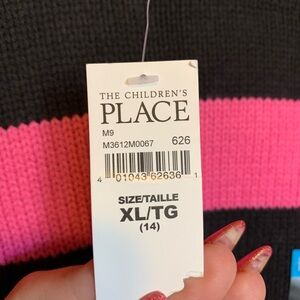 THE CHILDREN'S
PLACE
M9
M3612M0067 626
4 01043 62636 1
SIZE/TAILLE
XL/TG
(14)